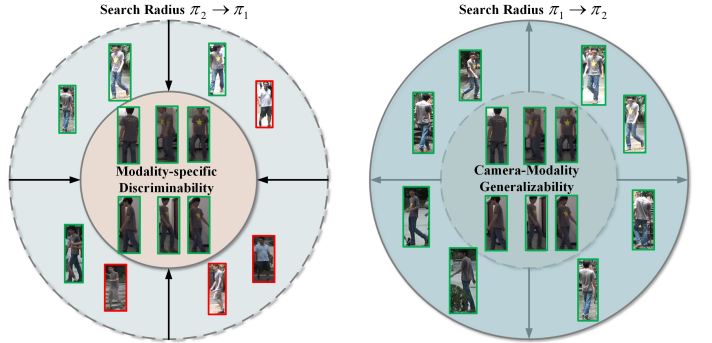 Search Radius π₂ → π₁
Search Radius π₁ → π₂
Modality-specific
Discriminability
Camera-Modality
Generalizability